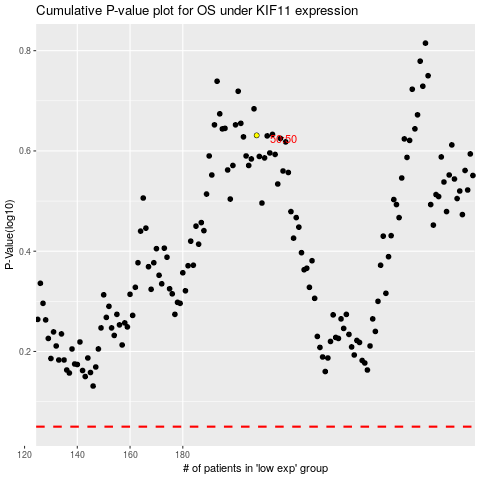 Cumulative P-value plot for OS under KIF11 expression
P-Value(log10)
0.8
0.6
0.4
0.2
50:50
120 140 160 180
# of patients in 'low exp' group